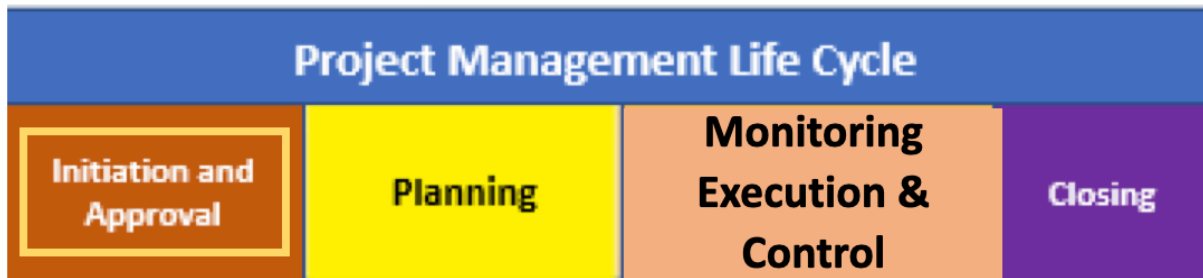 Project Management Life Cycle
Initiation and
Approval
Planning
Monitoring
Execution &
Control
Closing